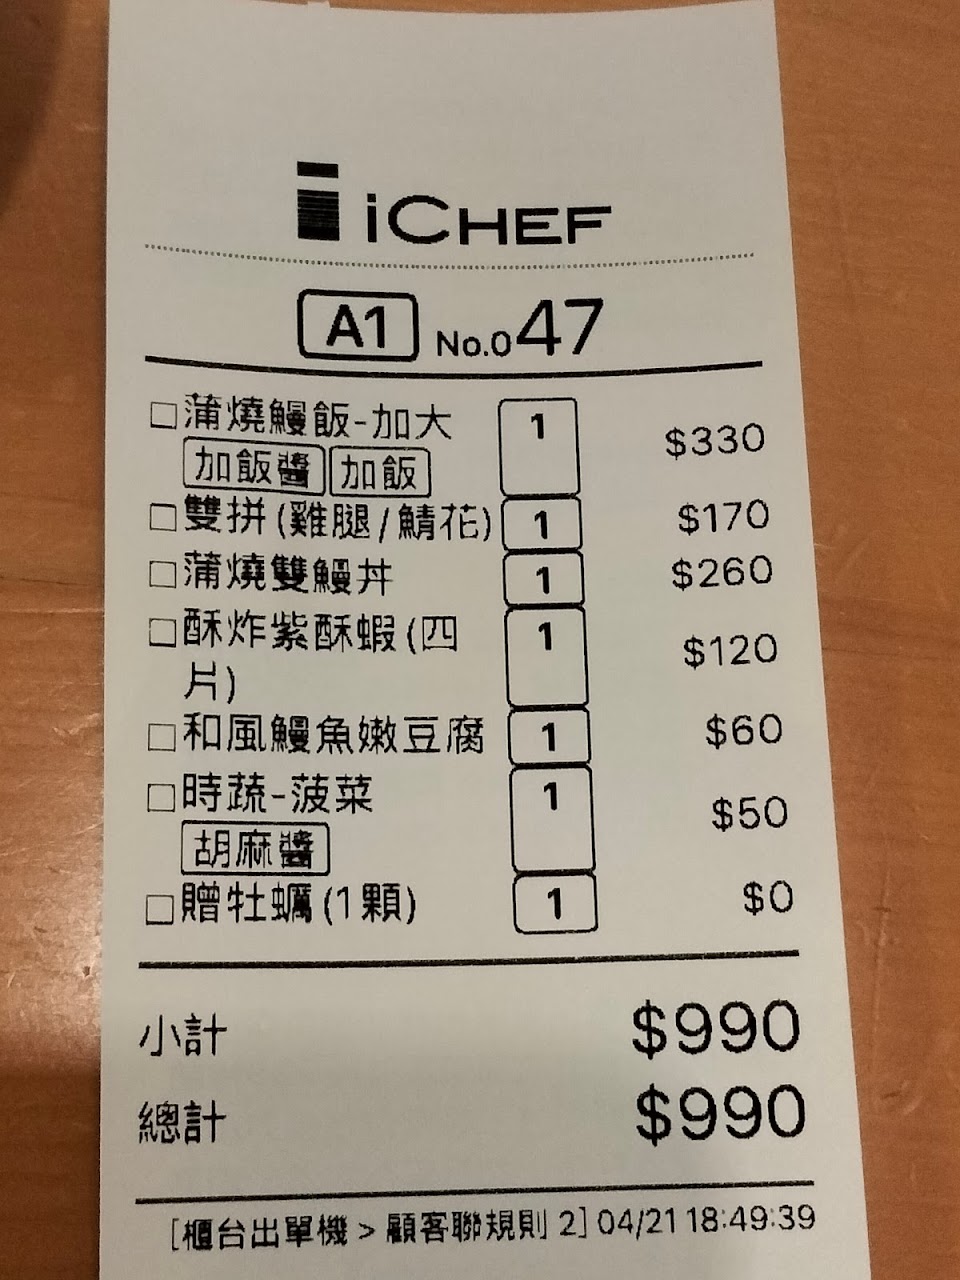 iCHEF
A1 No.047
□蒲燒鰻飯-加大 1 $330
加飯醬 加飯
□雙拼(雞腿/鯖花) 1 $170
□蒲燒雙鰻丼 1 $260
□酥炸紫酥蝦(四 1 $120
片)
□和風鰻魚嫩豆腐 1 $60
□時蔬-菠菜 1 $50
胡麻醬
□贈牡蠣(1顆) 1 $0
小計 $990
總計 $990
[櫃台出單機 > 顧客聯規則 2] 04/21 18:49:39